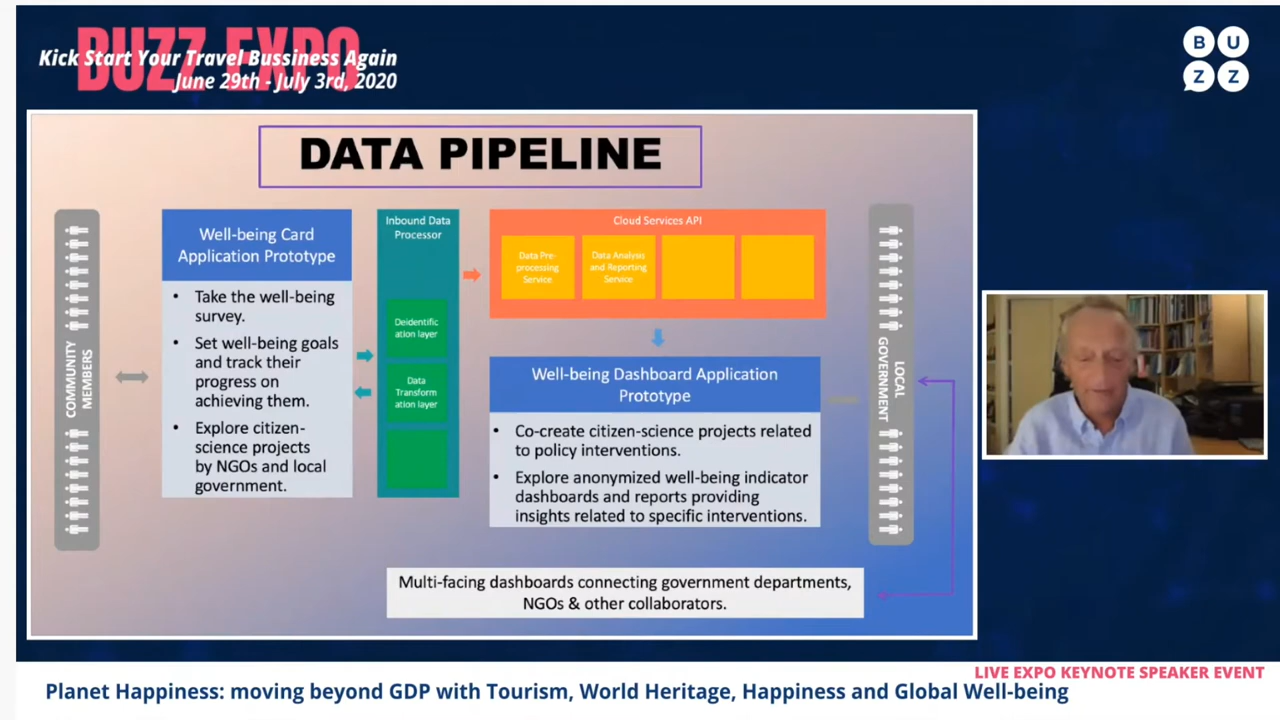 BUZZ EXPO
Kick Start Your Travel Bussiness Again
June 29th - July 3rd, 2020
B U
Z Z
DATA PIPELINE
COMMUNITY
MEMBERS
Well-being Card
Application Prototype
• Take the well-being
survey.
• Set well-being goals
and track their
progress on
achieving them.
• Explore citizen-
science projects
by NGOs and local
government.
Inbound Data
Processor
Deidentific
ation layer
Data
Transform
ation layer
Cloud Services API
Data Pre-
processing
Service
Data Analysis
and Reporting
Service
Well-being Dashboard Application
Prototype
• Co-create citizen-science projects related
to policy interventions.
• Explore anonymized well-being indicator
dashboards and reports providing
insights related to specific interventions.
LOCAL
GOVERNMENT
Multi-facing dashboards connecting government departments,
NGOs & other collaborators.
LIVE EXPO KEYNOTE SPEAKER EVENT
Planet Happiness: moving beyond GDP with Tourism, World Heritage, Happiness and Global Well-being